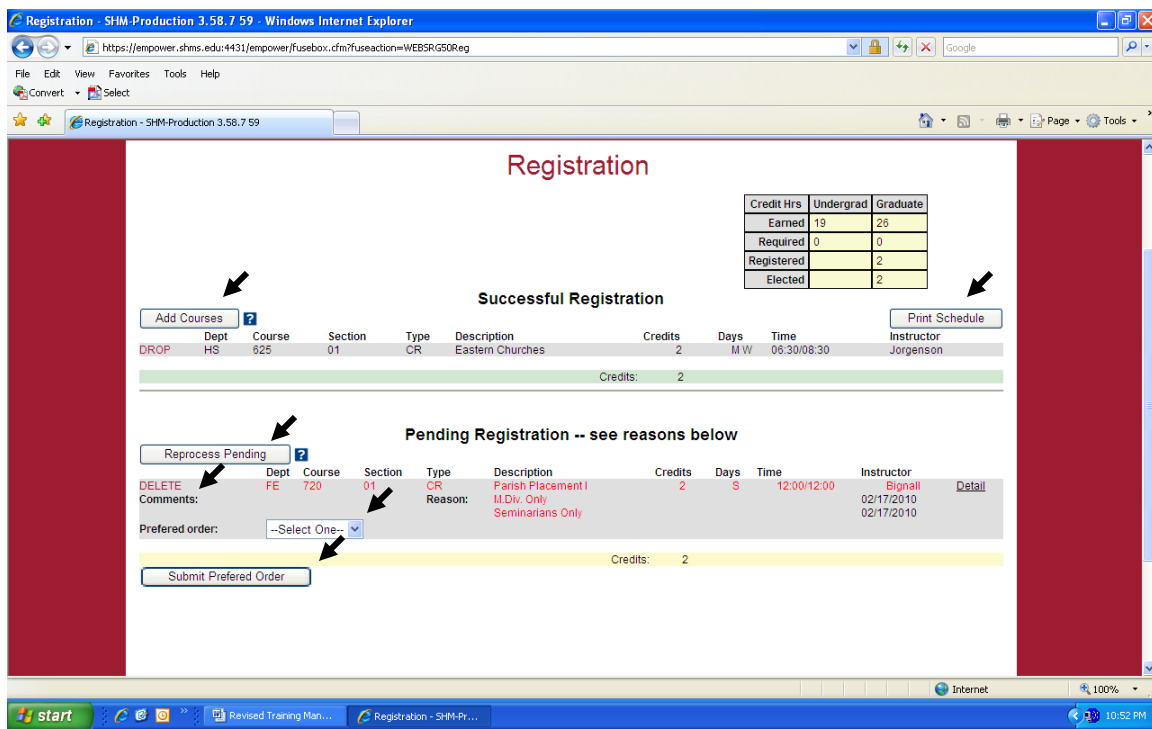 Registration - SHM-Production 3.58.7 59 - Windows Internet Explorer
https://empower.shms.edu:4431/empower/fusebox.cfm?fuseaction=WEBSRG50Reg
Google
File Edit View Favorites Tools Help
Convert Select
Registration - SHM-Production 3.58.7 59
Page Tools
Registration
Credit Hrs Undergrad Graduate
Earned 19 26
Required 0 0
Registered 2
Elected 2
Successful Registration
Add Courses ? Print Schedule
Dept Course Section Type Description Credits Days Time Instructor
DROP HS 625 01 CR Eastern Churches 2 M W 06:30/08:30 Jorgenson
Credits: 2
Pending Registration -- see reasons below
Reprocess Pending ?
Dept Course Section Type Description Credits Days Time Instructor
DELETE FE 720 01 CR Parish Placement I 2 S 12:00/12:00 Bignall Detail
Comments: Reason: M.Div. Only 02/17/2010
Seminarians Only 02/17/2010
Prefered order: --Select One--
Credits: 2
Submit Prefered Order
Internet 100%
start Revised Training Man... Registration - SHM-Pr... 10:52 PM